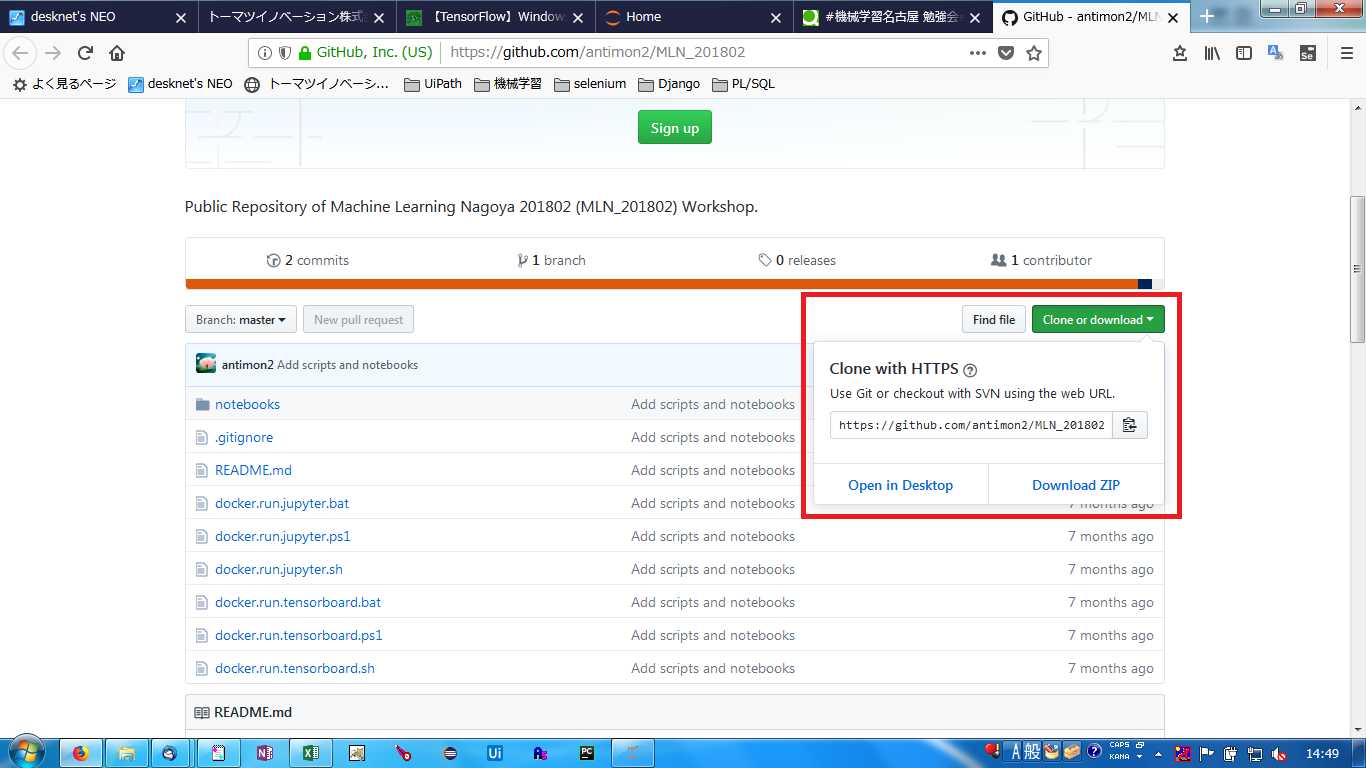 desknet's NEO
トーマツイノベーション株式
【TensorFlow】Window
Home
#機械学習名古屋 勉強会
GitHub - antimon2/MLN
GitHub, Inc. (US)
https://github.com/antimon2/MLN_201802
よく見るページ
desknet's NEO
トーマツイノベーショ...
UiPath
機械学習
selenium
Django
PL/SQL
Sign up
Public Repository of Machine Learning Nagoya 201802 (MLN_201802) Workshop.
2 commits
1 branch
0 releases
1 contributor
Branch: master
New pull request
Find file
Clone or download
antimon2 Add scripts and notebooks
Clone with HTTPS
Use Git or checkout with SVN using the web URL.
https://github.com/antimon2/MLN_201802
Open in Desktop
Download ZIP
notebooks Add scripts and notebooks
.gitignore Add scripts and notebooks
README.md Add scripts and notebooks
docker.run.jupyter.bat Add scripts and notebooks 7 months ago
docker.run.jupyter.ps1 Add scripts and notebooks 7 months ago
docker.run.jupyter.sh Add scripts and notebooks 7 months ago
docker.run.tensorboard.bat Add scripts and notebooks 7 months ago
docker.run.tensorboard.ps1 Add scripts and notebooks 7 months ago
docker.run.tensorboard.sh Add scripts and notebooks 7 months ago
README.md
Ui
PC
A 般
CAPS
KANA
14:49